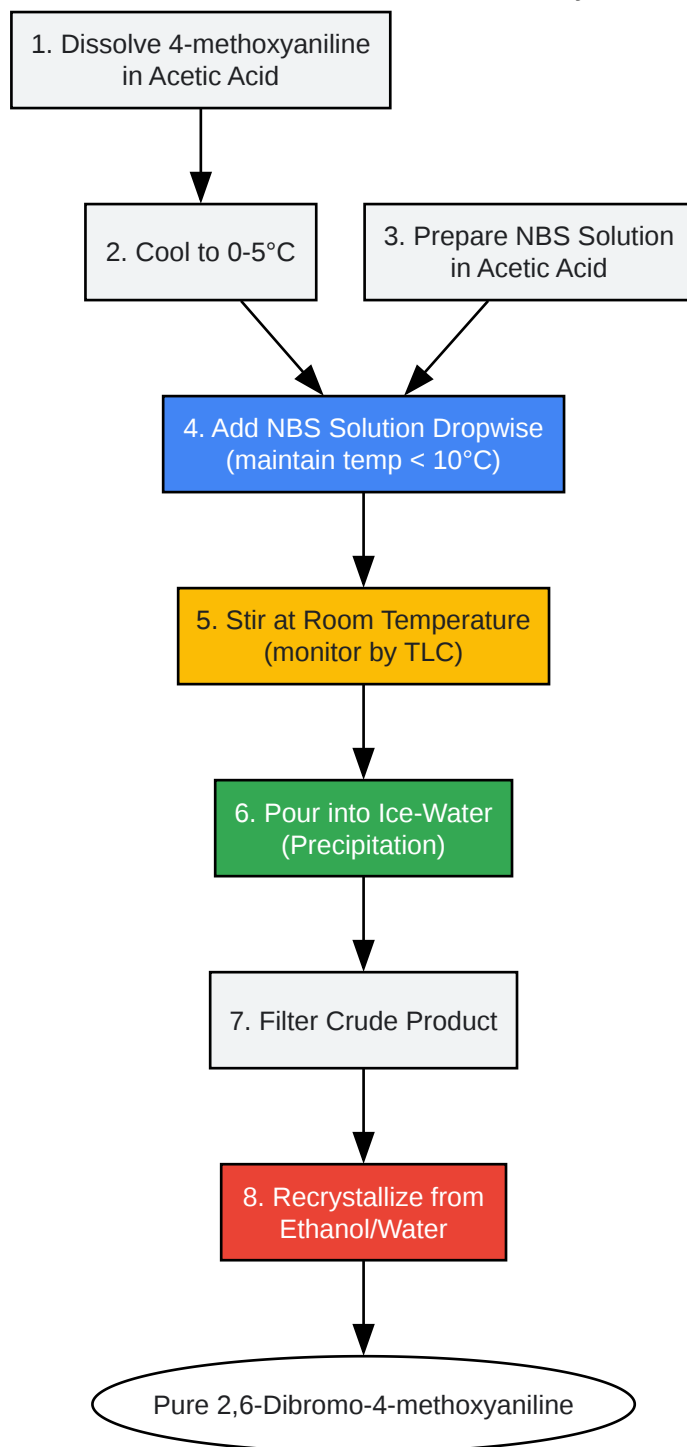 1. Dissolve 4-methoxyaniline
in Acetic Acid
2. Cool to 0-5°C
3. Prepare NBS Solution
in Acetic Acid
4. Add NBS Solution Dropwise
(maintain temp < 10°C)
5. Stir at Room Temperature
(monitor by TLC)
6. Pour into Ice-Water
(Precipitation)
7. Filter Crude Product
8. Recrystallize from
Ethanol/Water
Pure 2,6-Dibromo-4-methoxyaniline